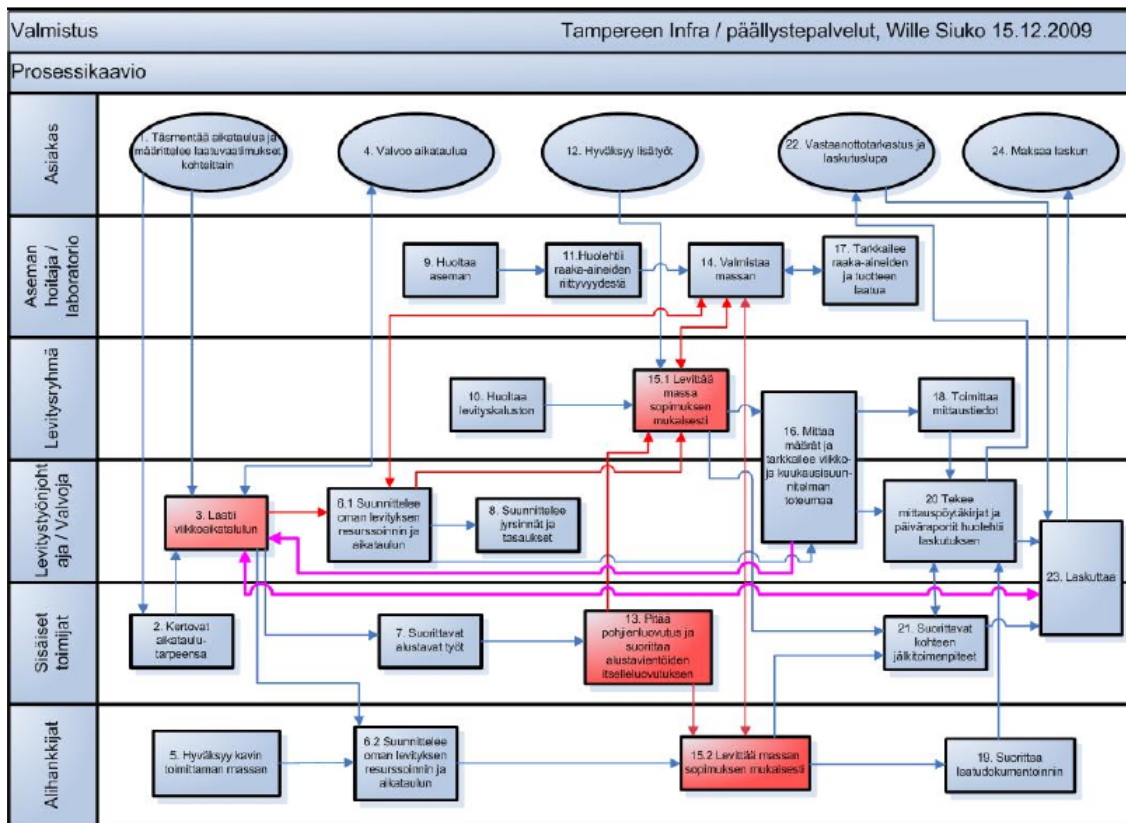 Valmistus
Tampereen Infra / päällystepalvelut, Wille Siuko 15.12.2009
Prosessikaavio
Asiakas
1. Täsmentää aikataulua ja
määrittelee laatuvaatimukset
kohteittain
4. Valvoo aikataulua
12. Hyväksyy lisätyöt
22. Vastaanottotarkastus ja
laskutuslupa
24. Maksaa laskun
Aseman
hoitaja /
laboratorio
9. Huoltaa
aseman
11.Huolehtii
raaka-aineiden
riittyvyydestä
14. Valmistaa
massan
17. Tarkkailee
raaka-aineiden
ja tuotteen
laatua
Levitysryhmä
10. Huoltaa
levityskaluston
15.1 Levittää
massa
sopimuksen
mukaisesti
16. Mittaa
määrät ja
tarkkailee viikko-
ja kuukausisuun-
nitelman
toteumaa
18. Toimittaa
mittaustiedot
Levitystyönjoht
aja / Valvoja
3. Laatii
viikkoaikatalulun
6.1 Suunnittelee
oman levityksen
resurssoinnin ja
aikataulun
8. Suunnittelee
jyrsinnät ja
tasaukset
20 Tekee
mittauspöytäkirjat ja
päiväraportit huolehtii
laskutuksen
23. Laskuttaa
Sisäiset
toimijat
2. Kertovat
aikataulu-
tarpeensa
7. Suorittavat
alustavat työt
13. Pitää
pohjienluovutus ja
suorittaa
alustavientöiden
itselleluovutuksen
21. Suorittavat
kohteen
jälkitoimenpiteet
Alihankkijat
5. Hyväksyy kavin
toimittaman massan
6.2 Suunnittelee
oman levityksen
resurssoinnin ja
aikataulun
15.2 Levittää massan
sopimuksen mukaisesti
19. Suorittaa
laatudokumentoinnin